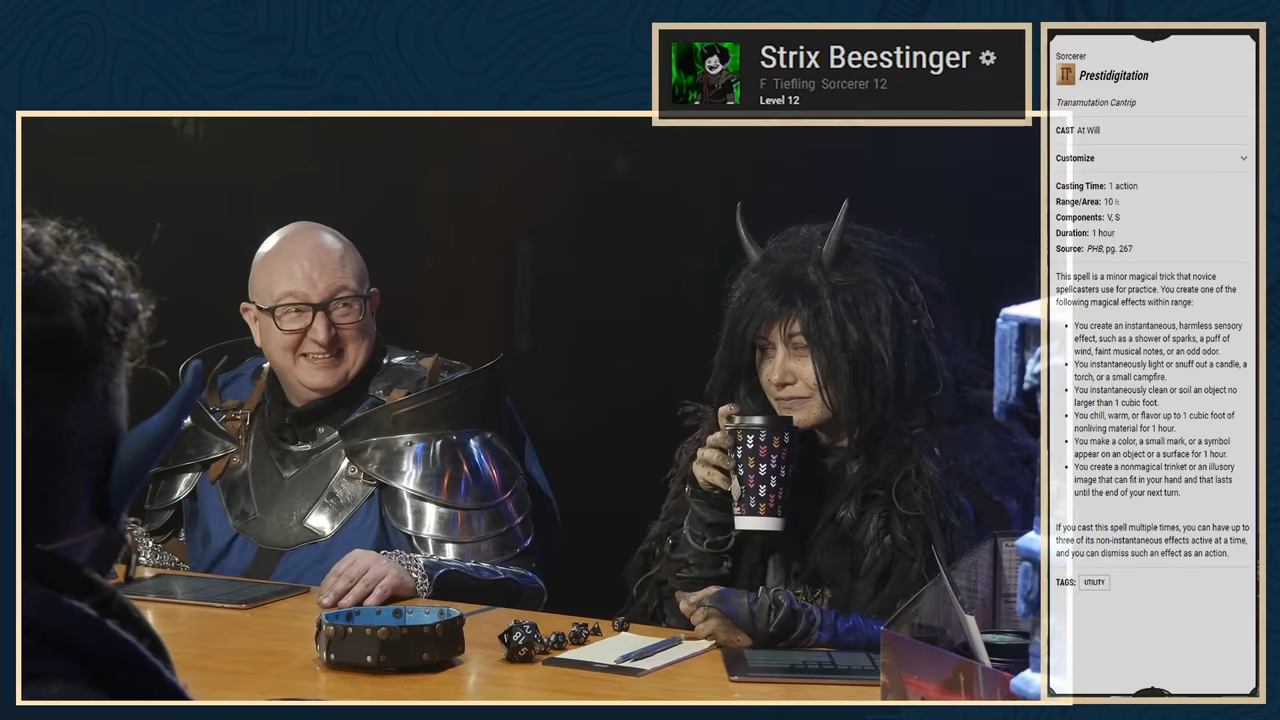 Strix Beestinger
F Tiefling Sorcerer 12
Level 12
Sorcerer
Prestidigitation
Transmutation Cantrip
CAST At Will
Customize
Casting Time: 1 action
Range/Area: 10 ft
Components: V, S
Duration: 1 hour
Source: PHB, pg. 267
This spell is a minor magical trick that novice
spellcasters use for practice. You create one of the
following magical effects within range:
• You create an instantaneous, harmless sensory
effect, such as a shower of sparks, a puff of
wind, faint musical notes, or an odd odor.
• You instantaneously light or snuff out a candle, a
torch, or a small campfire.
• You instantaneously clean or soil an object no
larger than 1 cubic foot.
• You chill, warm, or flavor up to 1 cubic foot of
nonliving material for 1 hour.
• You make a color, a small mark, or a symbol
appear on an object or a surface for 1 hour.
• You create a nonmagical trinket or an illusory
image that can fit in your hand and that lasts
until the end of your next turn.
If you cast this spell multiple times, you can have up to
three of its non-instantaneous effects active at a time,
and you can dismiss such an effect as an action.
TAGS: UTILITY
18
5